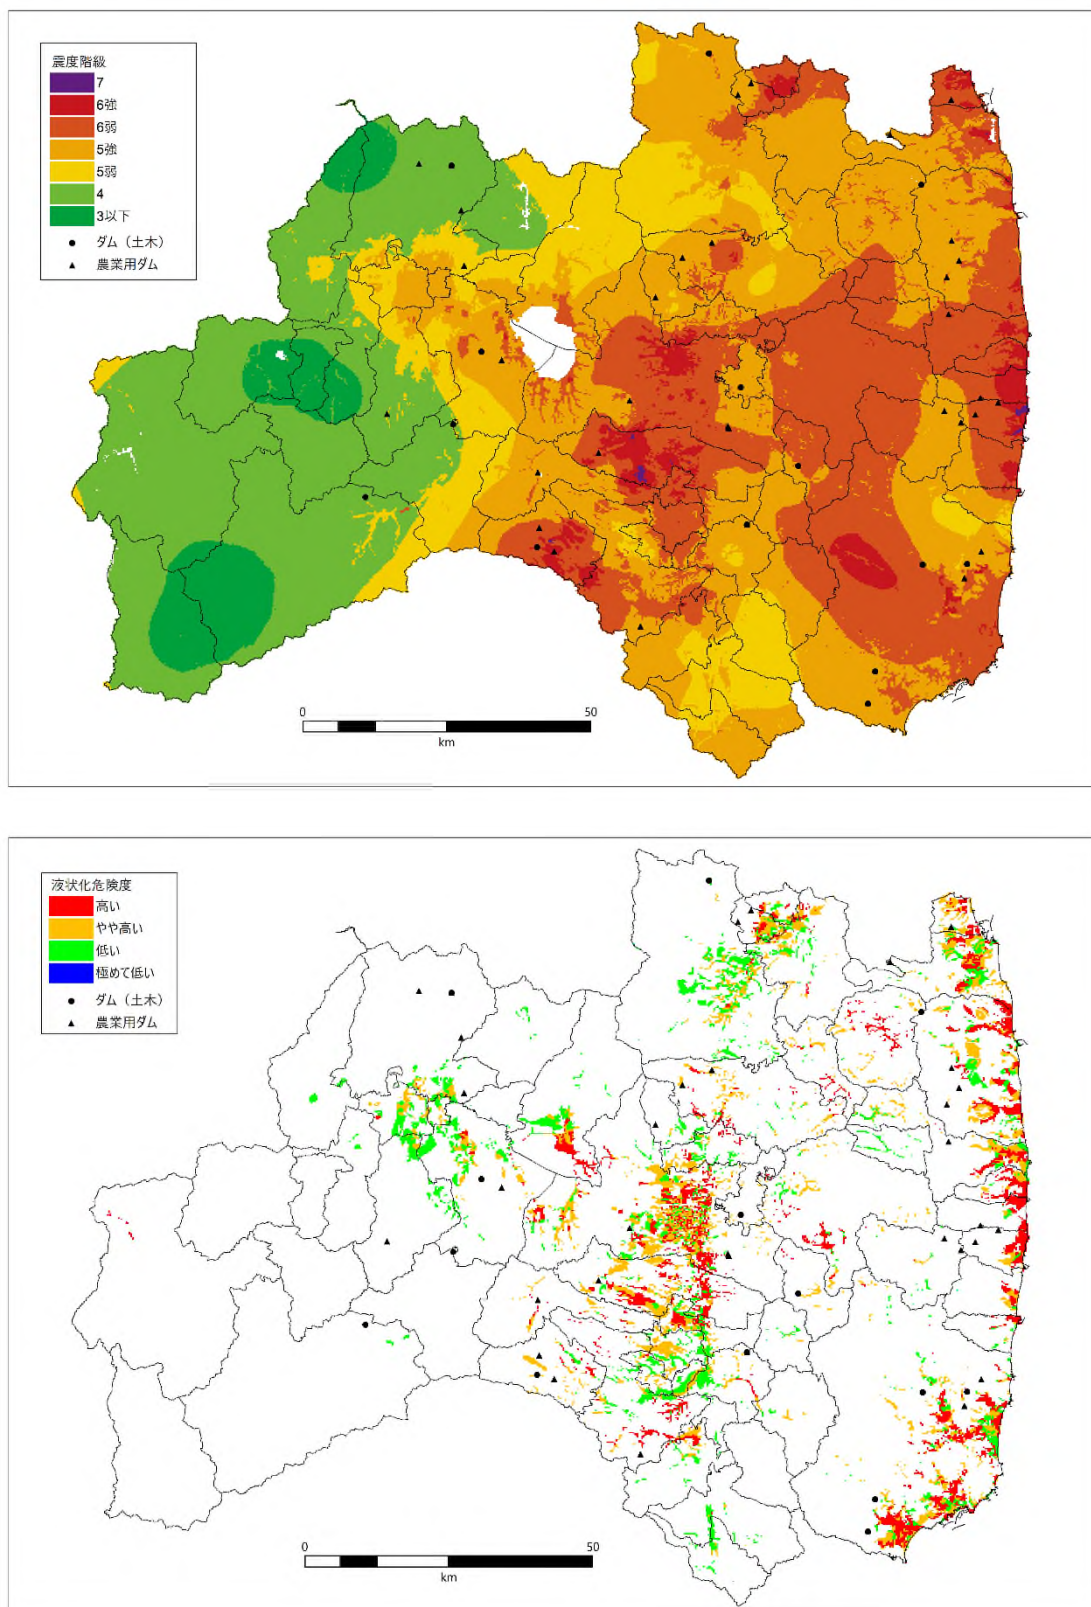 震度階級
7
6強
6弱
5強
5弱
4
3以下
ダム（土木）
農業用ダム
0 50
km
液状化危険度
高い
やや高い
低い
極めて低い
ダム（土木）
農業用ダム
0 50
km